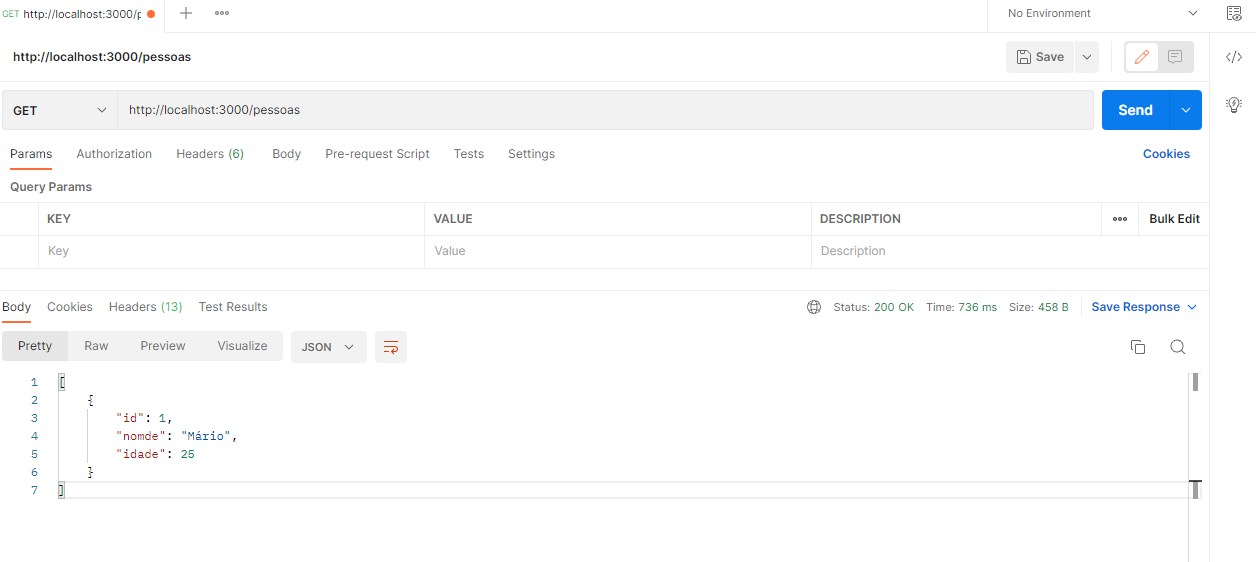 GET http://localhost:3000/p
No Environment
http://localhost:3000/pessoas
Save
GET http://localhost:3000/pessoas Send
Params Authorization Headers (6) Body Pre-request Script Tests Settings Cookies
Query Params
KEY VALUE DESCRIPTION Bulk Edit
Key Value Description
Body Cookies Headers (13) Test Results Status: 200 OK Time: 736 ms Size: 458 B Save Response
Pretty Raw Preview Visualize JSON
1 [
2 {
3 "id": 1,
4 "nomde": "Mário",
5 "idade": 25
6 }
7 ]